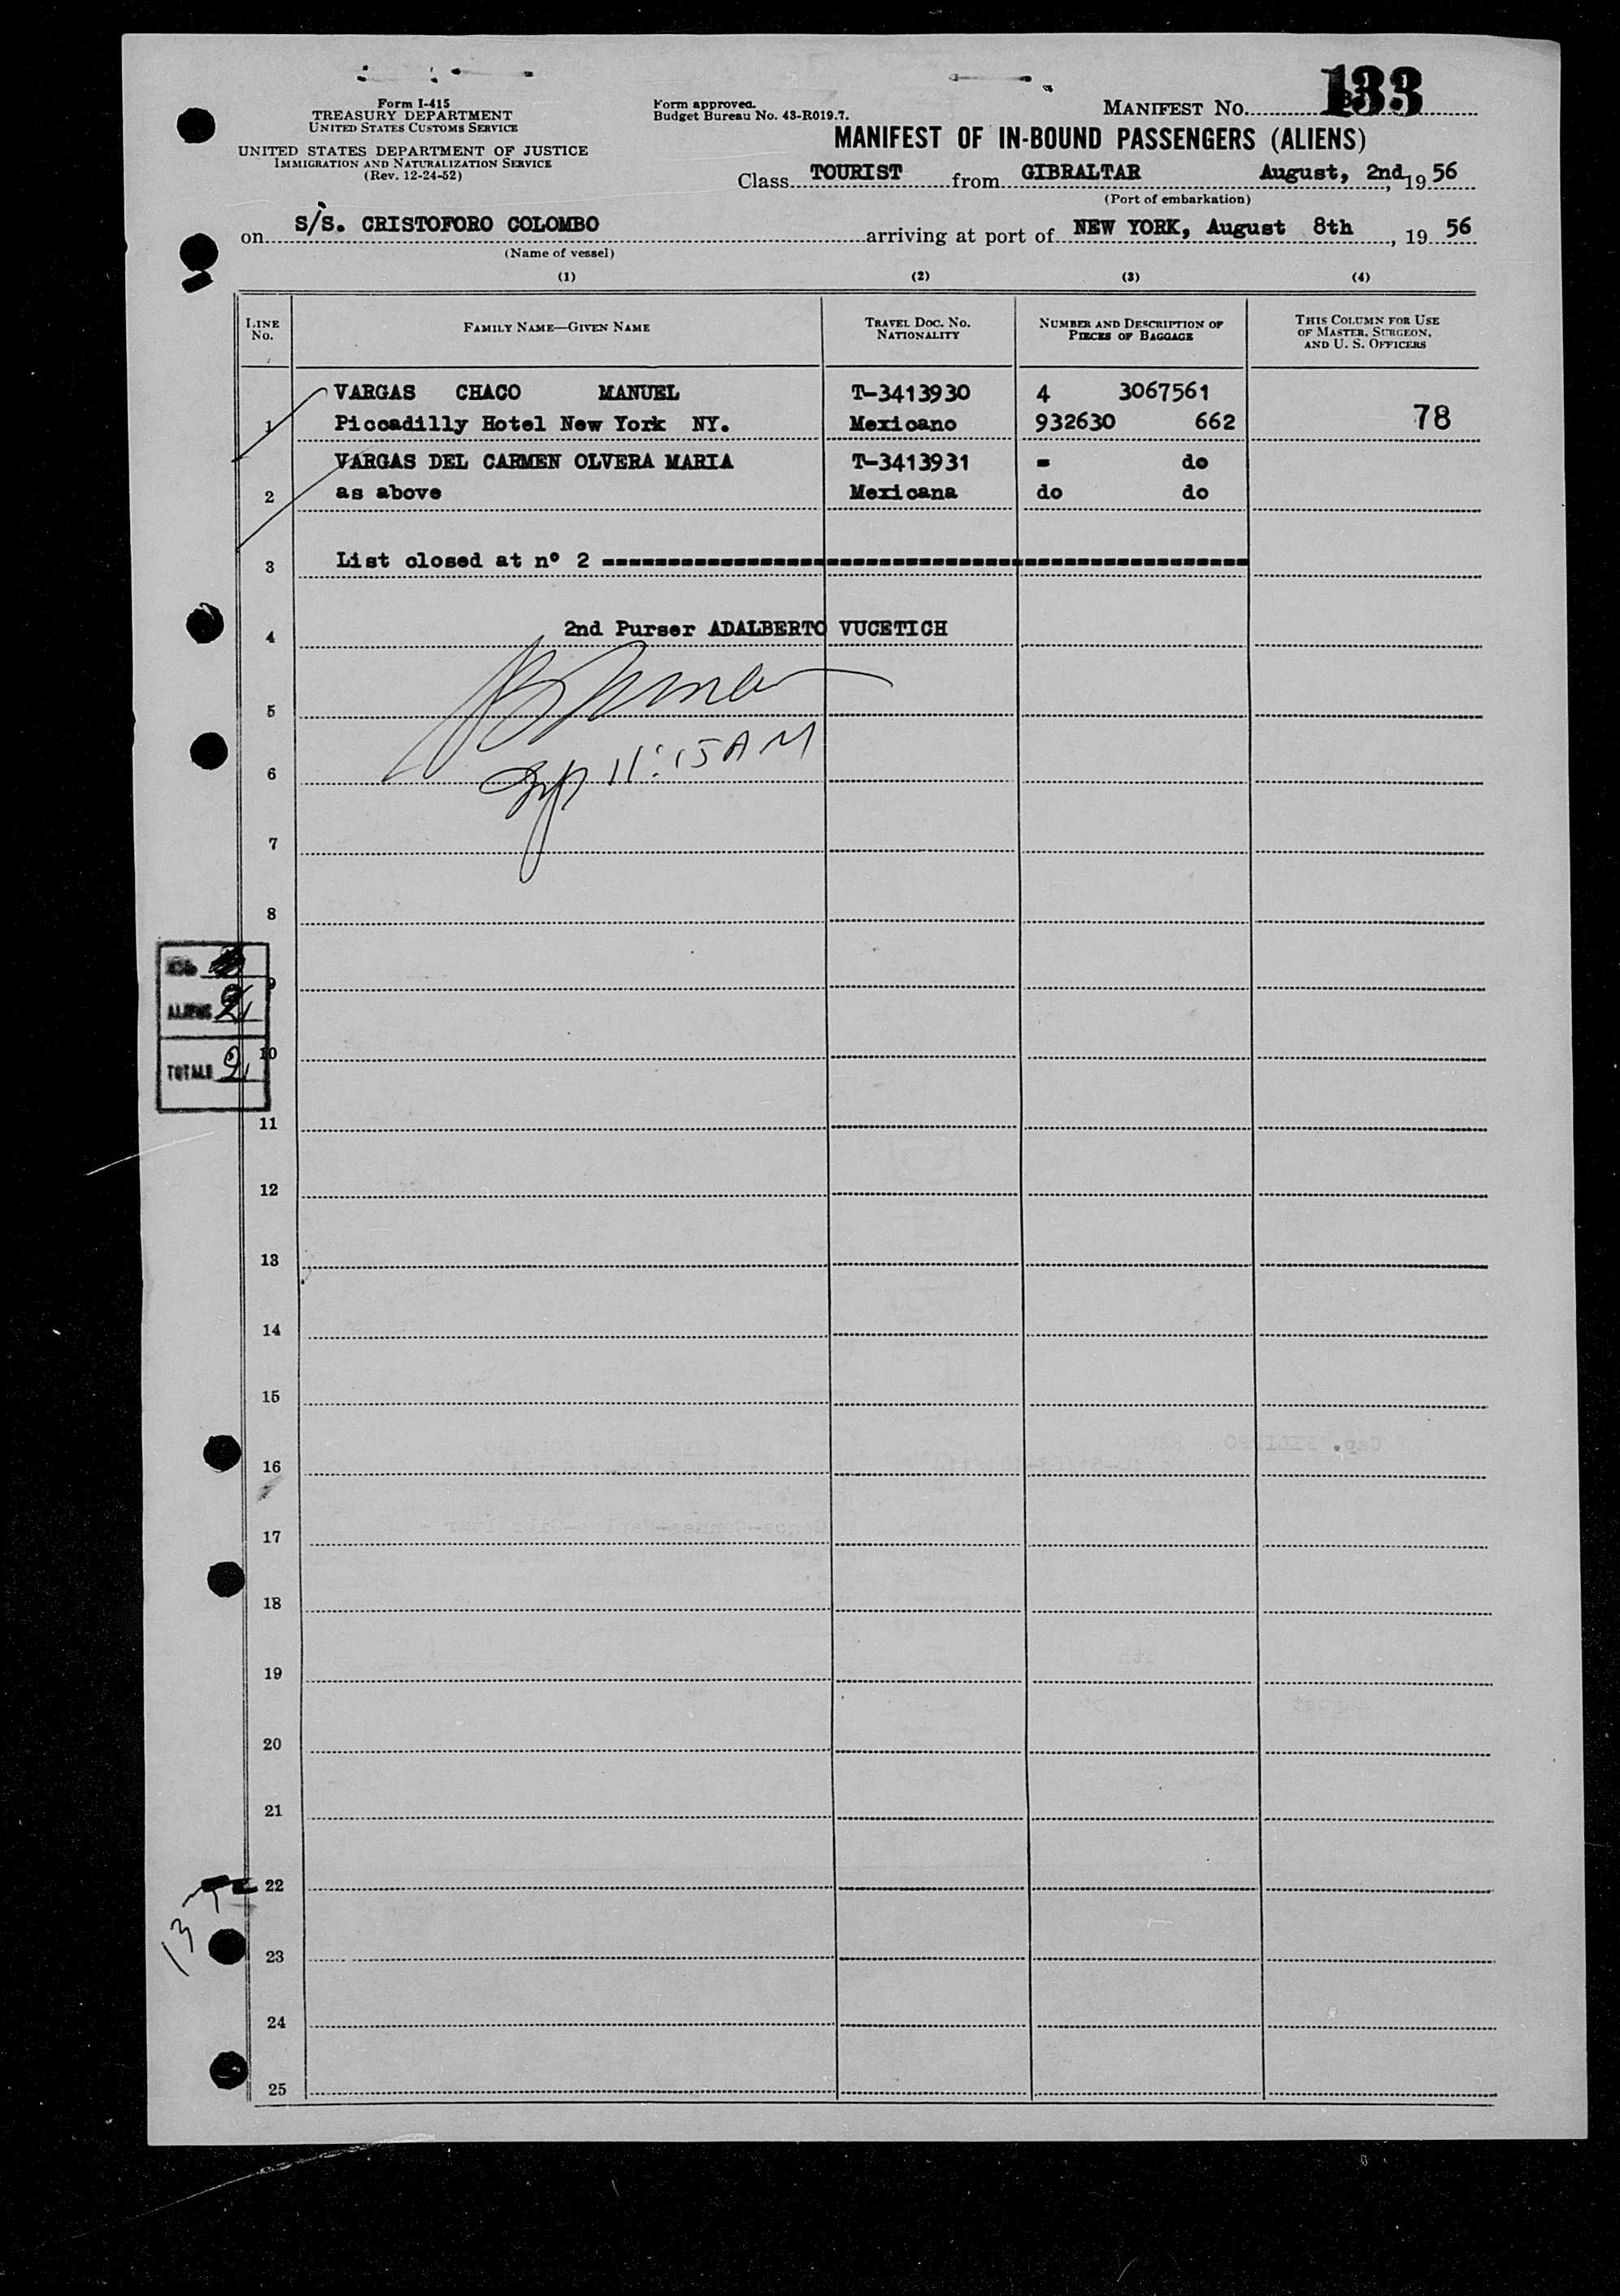 Form I-415
TREASURY DEPARTMENT
UNITED STATES CUSTOMS SERVICE
UNITED STATES DEPARTMENT OF JUSTICE
IMMIGRATION AND NATURALIZATION SERVICE
(Rev. 12-24-52)
Form approved.
Budget Bureau No. 43-R019.7.
MANIFEST NO. 133
MANIFEST OF IN-BOUND PASSENGERS (ALIENS)
Class TOURIST from GIBRALTAR August, 2nd, 1956
(Port of embarkation)
on S/S. CRISTOFORO COLOMBO arriving at port of NEW YORK, August 8th, 1956
(Name of vessel)
(1) (2) (3) (4)
LINE NO. FAMILY NAME—GIVEN NAME TRAVEL DOC. NO. NATIONALITY NUMBER AND DESCRIPTION OF PIECES OF BAGGAGE THIS COLUMN FOR USE OF MASTER, SURGEON, AND U. S. OFFICERS
VARGAS CHACO MANUEL T-3413930 4 3067561
1 Piccadilly Hotel New York NY. Mexicano 932630 662 78
VARGAS DEL CARMEN OLVERA MARIA T-3413931 - do
2 as above Mexicana do do
3 List closed at nº 2
4 2nd Purser ADALBERTO VUCETICH
5
6 11:15 AM
7
8
9
ALIENS 2
10
TOTALS 2
11
12
13
14
15
16
17
18
19
20
21
22
23
24
25